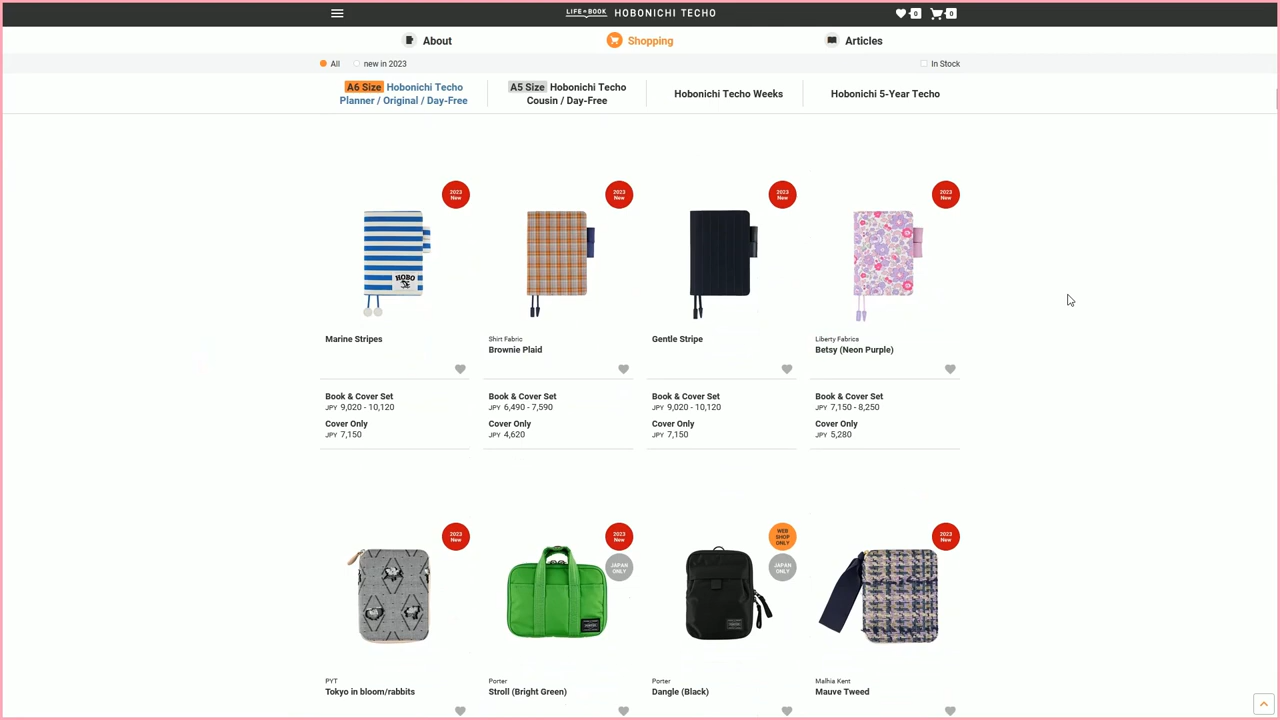 LIFE is BOOK HOBONICHI TECHO
0
0
About
Shopping
Articles
All
new in 2023
In Stock
A6 Size Hobonichi Techo
Planner / Original / Day-Free
A5 Size Hobonichi Techo
Cousin / Day-Free
Hobonichi Techo Weeks
Hobonichi 5-Year Techo
2023
New
2023
New
2023
New
2023
New
HOBO
Marine Stripes
Shirt Fabric
Brownie Plaid
Gentle Stripe
Liberty Fabrics
Betsy (Neon Purple)
Book & Cover Set
JPY 9,020 - 10,120
Cover Only
JPY 7,150
Book & Cover Set
JPY 6,490 - 7,590
Cover Only
JPY 4,620
Book & Cover Set
JPY 9,020 - 10,120
Cover Only
JPY 7,150
Book & Cover Set
JPY 7,150 - 8,250
Cover Only
JPY 5,280
2023
New
2023
New
JAPAN
ONLY
WEB
SHOP
ONLY
JAPAN
ONLY
2023
New
PYT
Tokyo in bloom/rabbits
Porter
Stroll (Bright Green)
Porter
Dangle (Black)
Malhia Kent
Mauve Tweed